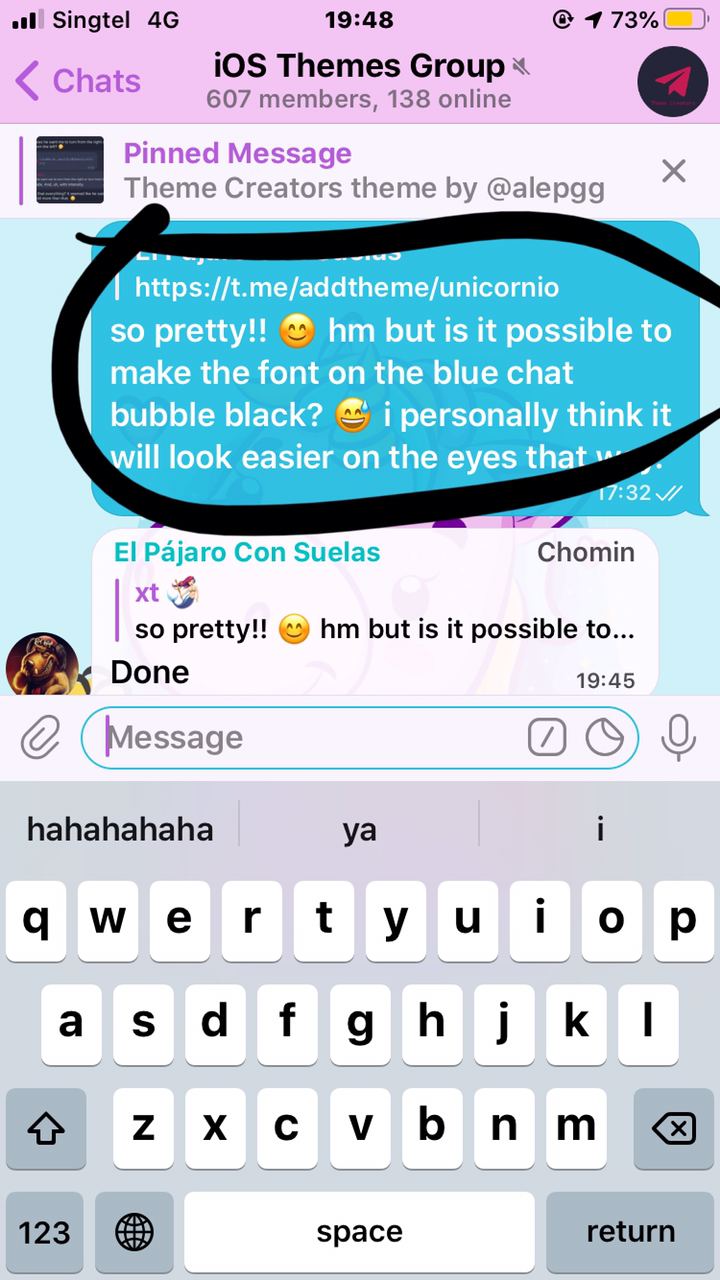 Singtel 4G 19:48 73%
Chats
iOS Themes Group
607 members, 138 online
Pinned Message
Theme Creators theme by @alepgg
https://t.me/addtheme/unicornio
so pretty!! 😊 hm but is it possible to
make the font on the blue chat
bubble black? 😅 i personally think it
will look easier on the eyes that
17:32
El Pájaro Con Suelas Chomin
xt 🧜🏻‍♀️
so pretty!! 😊 hm but is it possible to...
Done
19:45
Message
hahahahaha ya i
q w e r t y u i o p
a s d f g h j k l
z x c v b n m
123 space return